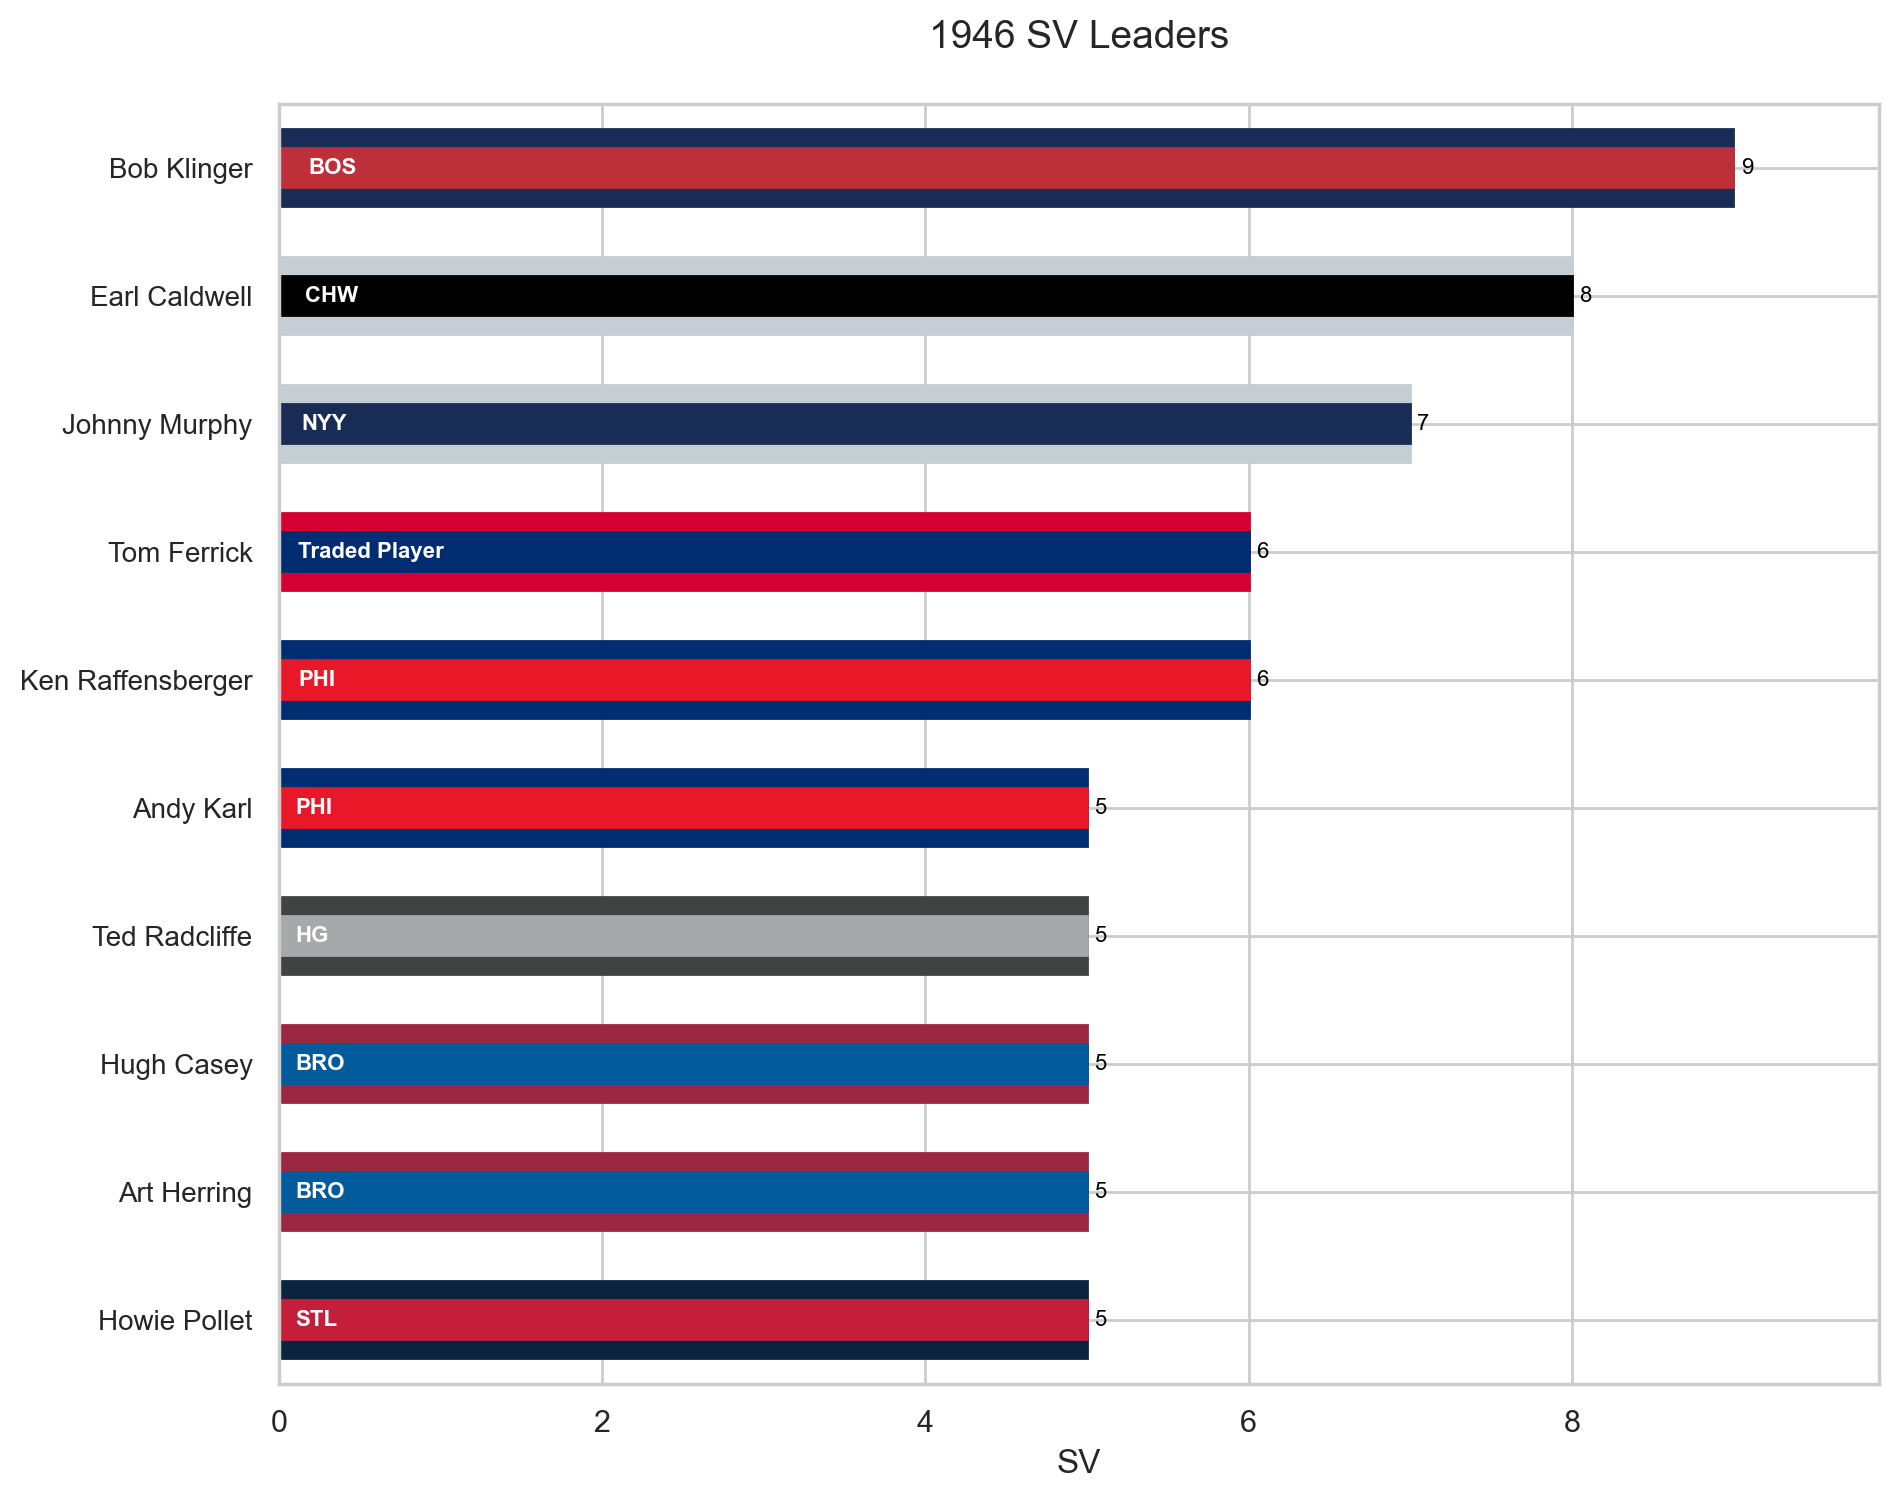 1946 SV Leaders
Bob Klinger BOS 9
Earl Caldwell CHW 8
Johnny Murphy NYY 7
Tom Ferrick Traded Player 6
Ken Raffensberger PHI 6
Andy Karl PHI 5
Ted Radcliffe HG 5
Hugh Casey BRO 5
Art Herring BRO 5
Howie Pollet STL 5
0 2 4 6 8
SV